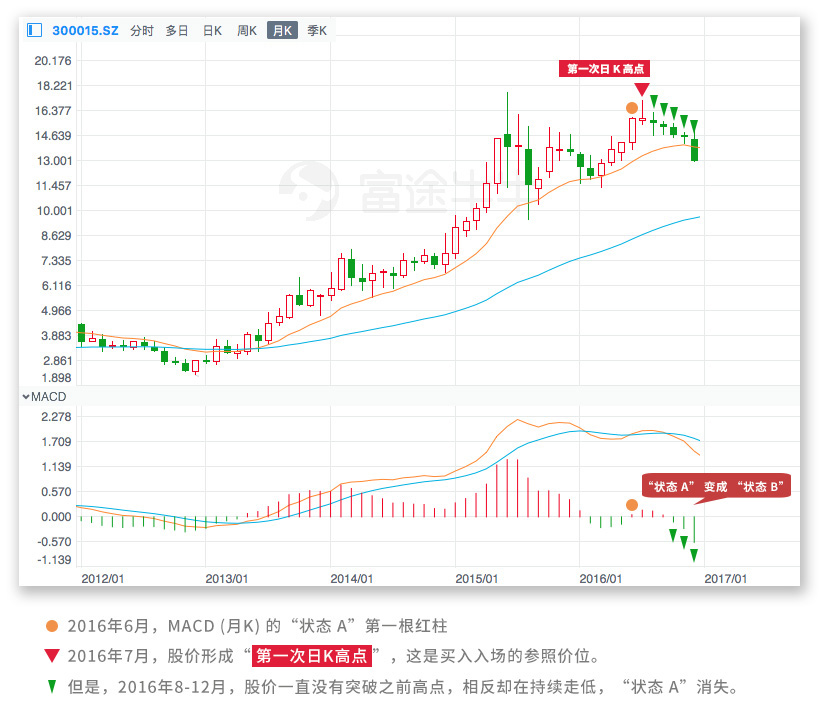 300015.SZ 分时 多日 日K 周K 月K 季K
20.176
第一次日 K 高点
18.221
16.377
14.639
13.001
11.457
富途牛牛
10.001
8.629
7.335
6.116
4.966
3.883
2.861
1.898
MACD
2.278
1.709
1.139
“状态 A” 变成 “状态 B”
0.570
0.000
-0.570
-1.139
2012/01 2013/01 2014/01 2015/01 2016/01 2017/01
2016年6月，MACD (月K) 的“状态 A”第一根红柱
2016年7月，股价形成“第一次日K高点”，这是买入入场的参照价位。
但是，2016年8-12月，股价一直没有突破之前高点，相反却在持续走低，“状态 A”消失。